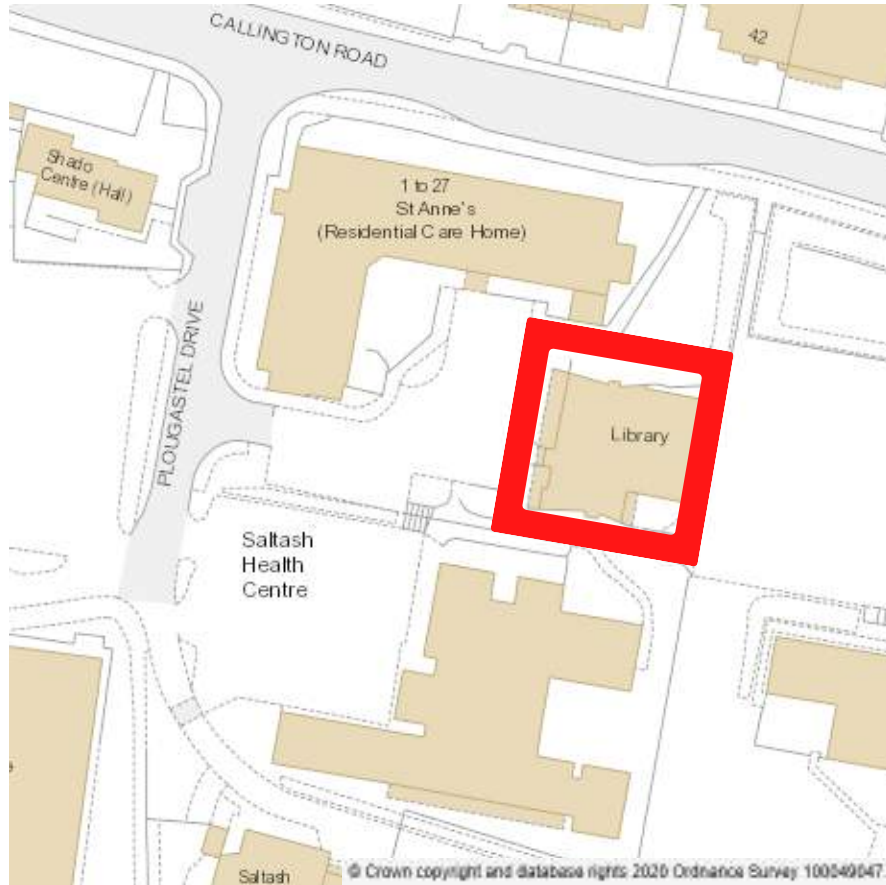 CALLINGTON ROAD
42
Shado
Centre (Hall)
1 to 27
St Anne's
(Residential Care Home)
PLOUGASTEL DRIVE
Library
Saltash
Health
Centre
Saltash
© Crown copyright and database rights 2020 Ordnance Survey 100049047